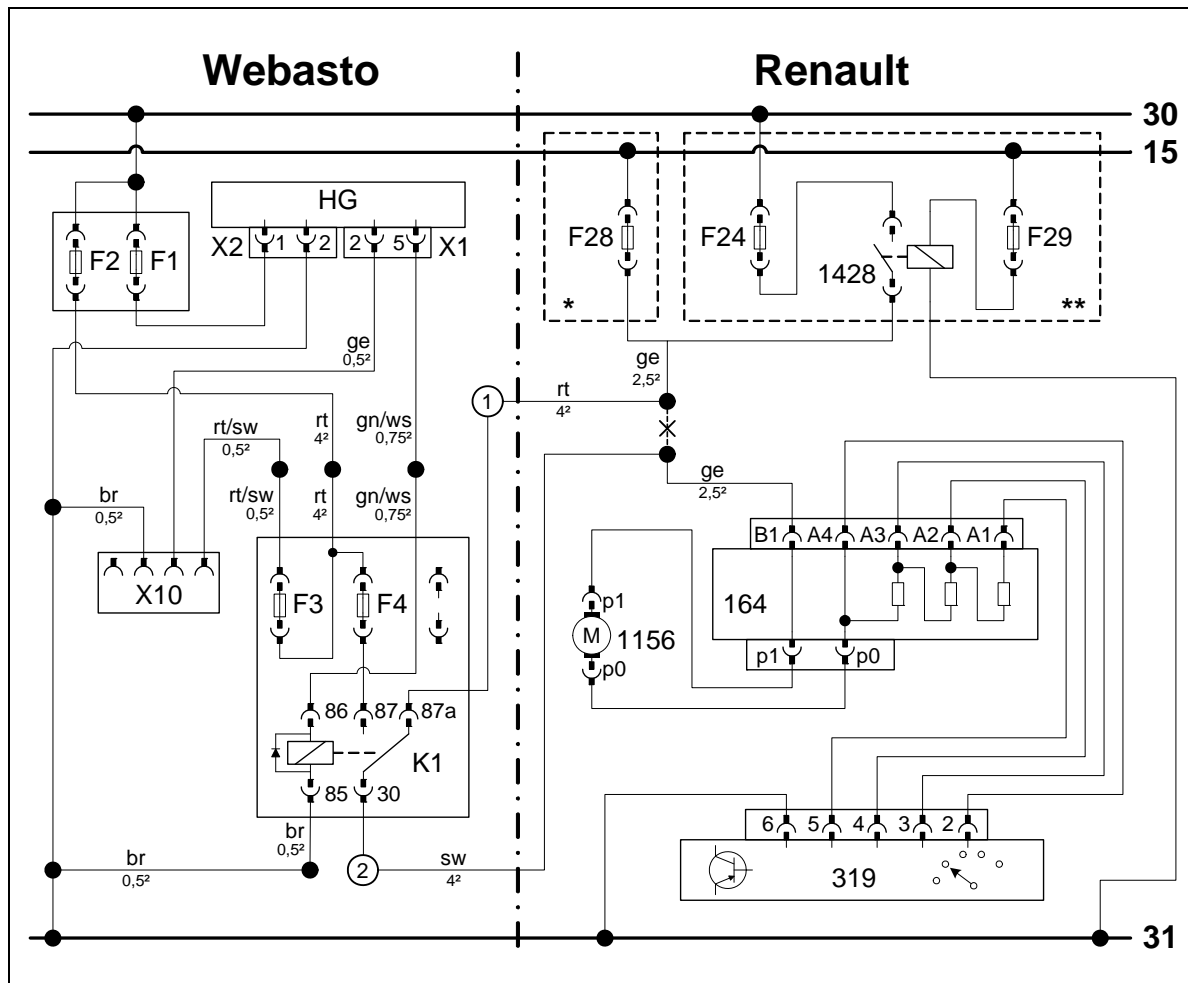 Webasto
Renault
30
15
HG
F2 F1
X2 1 2 2 5 X1
F28
F24
1428
F29
*
**
ge
0,5²
ge
2,5²
1
rt
4²
rt/sw
0,5²
rt
4²
gn/ws
0,75²
br
0,5²
rt/sw
0,5²
rt
4²
gn/ws
0,75²
ge
2,5²
X10
F3
F4
B1 A4 A3 A2 A1
164
p1
M
1156
p0
p1
p0
86 87 87a
K1
85 30
br
0,5²
br
0,5²
2
sw
4²
6 5 4 3 2
319
31